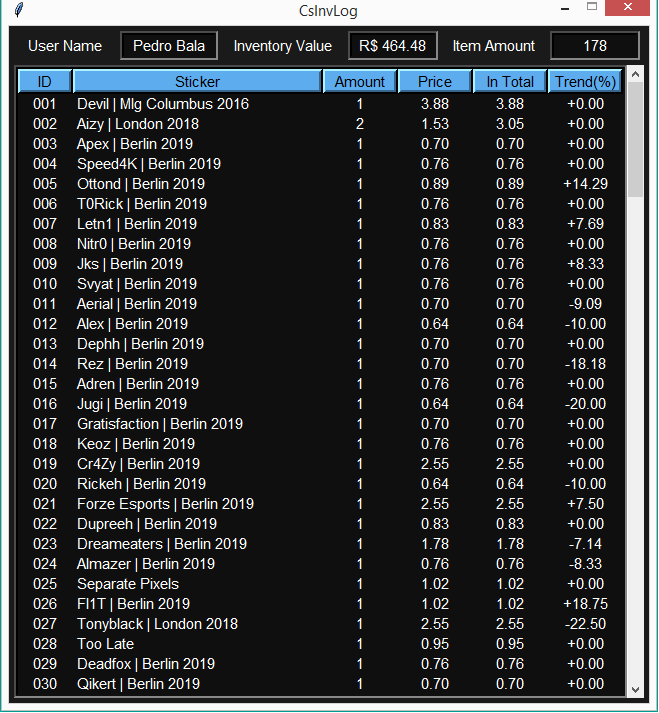 CsInvLog
User Name Pedro Bala Inventory Value R$ 464.48 Item Amount 178
ID Sticker Amount Price In Total Trend(%)
001 Devil | Mlg Columbus 2016 1 3.88 3.88 +0.00
002 Aizy | London 2018 2 1.53 3.05 +0.00
003 Apex | Berlin 2019 1 0.70 0.70 +0.00
004 Speed4K | Berlin 2019 1 0.76 0.76 +0.00
005 Ottond | Berlin 2019 1 0.89 0.89 +14.29
006 T0Rick | Berlin 2019 1 0.76 0.76 +0.00
007 Letn1 | Berlin 2019 1 0.83 0.83 +7.69
008 Nitr0 | Berlin 2019 1 0.76 0.76 +0.00
009 Jks | Berlin 2019 1 0.76 0.76 +8.33
010 Svyat | Berlin 2019 1 0.76 0.76 +0.00
011 Aerial | Berlin 2019 1 0.70 0.70 -9.09
012 Alex | Berlin 2019 1 0.64 0.64 -10.00
013 Dephh | Berlin 2019 1 0.70 0.70 +0.00
014 Rez | Berlin 2019 1 0.70 0.70 -18.18
015 Adren | Berlin 2019 1 0.76 0.76 +0.00
016 Jugi | Berlin 2019 1 0.64 0.64 -20.00
017 Gratisfaction | Berlin 2019 1 0.70 0.70 +0.00
018 Keoz | Berlin 2019 1 0.76 0.76 +0.00
019 Cr4Zy | Berlin 2019 1 2.55 2.55 +0.00
020 Rickeh | Berlin 2019 1 0.64 0.64 -10.00
021 Forze Esports | Berlin 2019 1 2.55 2.55 +7.50
022 Dupreeh | Berlin 2019 1 0.83 0.83 +0.00
023 Dreameaters | Berlin 2019 1 1.78 1.78 -7.14
024 Almazer | Berlin 2019 1 0.76 0.76 -8.33
025 Separate Pixels 1 1.02 1.02 +0.00
026 Fl1T | Berlin 2019 1 1.02 1.02 +18.75
027 Tonyblack | London 2018 1 2.55 2.55 -22.50
028 Too Late 1 0.95 0.95 +0.00
029 Deadfox | Berlin 2019 1 0.76 0.76 +0.00
030 Qikert | Berlin 2019 1 0.70 0.70 +0.00